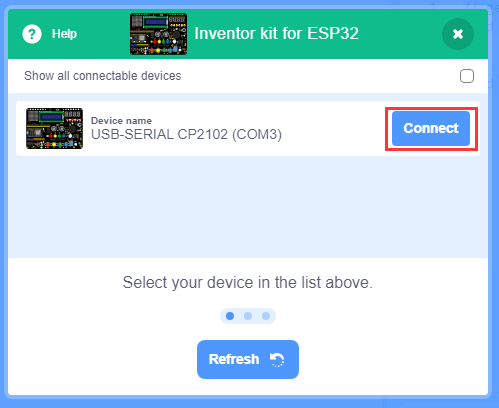 Help
Inventor kit for ESP32
Show all connectable devices
Device name
USB-SERIAL CP2102 (COM3)
Connect
Select your device in the list above.
Refresh